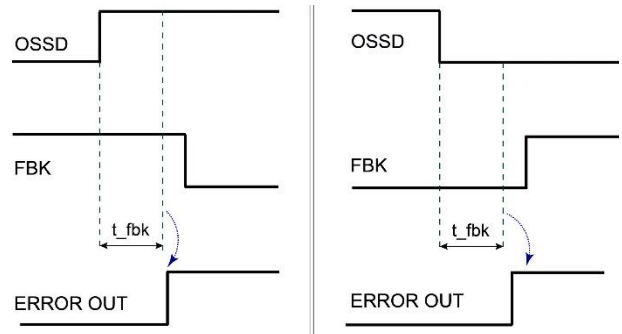 OSSD
FBK
t_fbk
ERROR OUT
OSSD
FBK
t_fbk
ERROR OUT